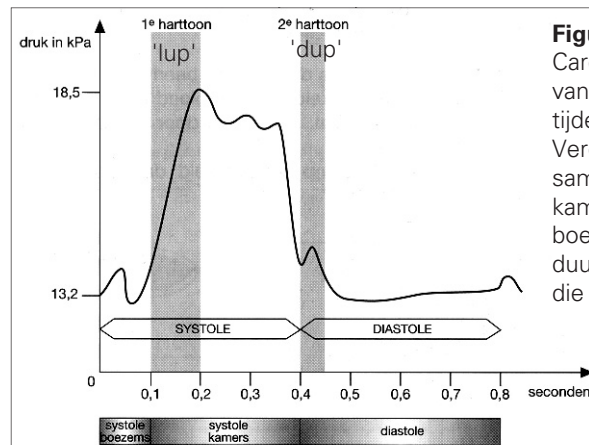 1e harttoon
2e harttoon
druk in kPa
'lup'
'dup'
18,5
13,2
SYSTOLE
DIASTOLE
0
0,1
0,2
0,3
0,4
0,5
0,6
0,7
0,8
seconden
systole boezems
systole kamers
diastole
Figu
Card
van
tijde
Vere
sam
kam
boe
duu
die